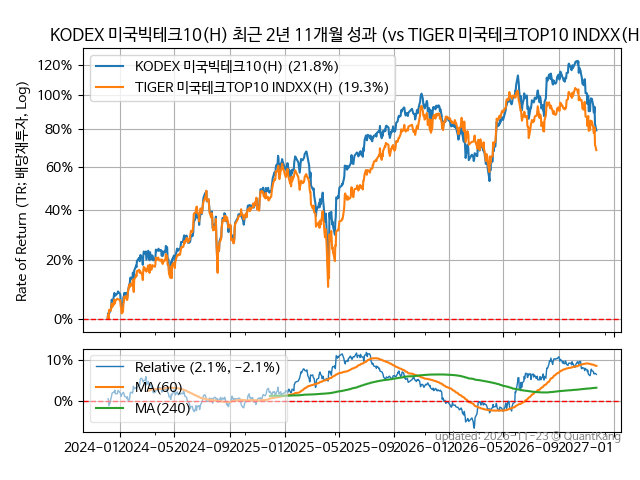 KODEX 미국빅테크10(H) 최근 2년 11개월 성과 (vs TIGER 미국테크TOP10 INDXX(H
KODEX 미국빅테크10(H) (21.8%)
TIGER 미국테크TOP10 INDXX(H) (19.3%)
Rate of Return (TR: 배당재투자, Log)
120%
100%
80%
60%
40%
20%
0%
Relative (2.1%, -2.1%)
MA(60)
MA(240)
10%
0%
2024-01 2024-05 2024-09 2025-01 2025-05 2025-09 2026-01 2026-05 2026-09 2027-01
updated: 2026-11-23 © QuantKang